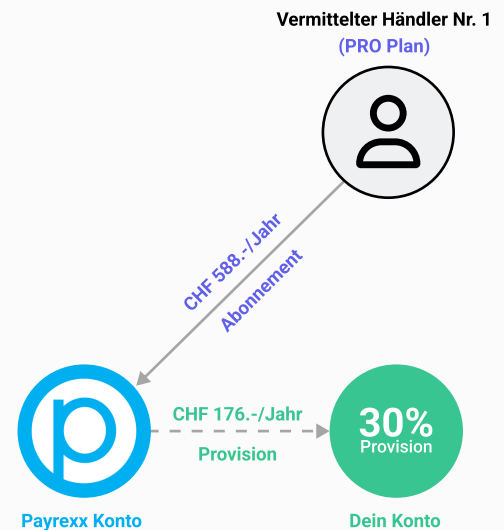 Vermittelter Händler Nr. 1
(PRO Plan)
CHF 588.-/Jahr
Abonnement
CHF 176.-/Jahr
Provision
30%
Provision
Payrexx Konto
Dein Konto